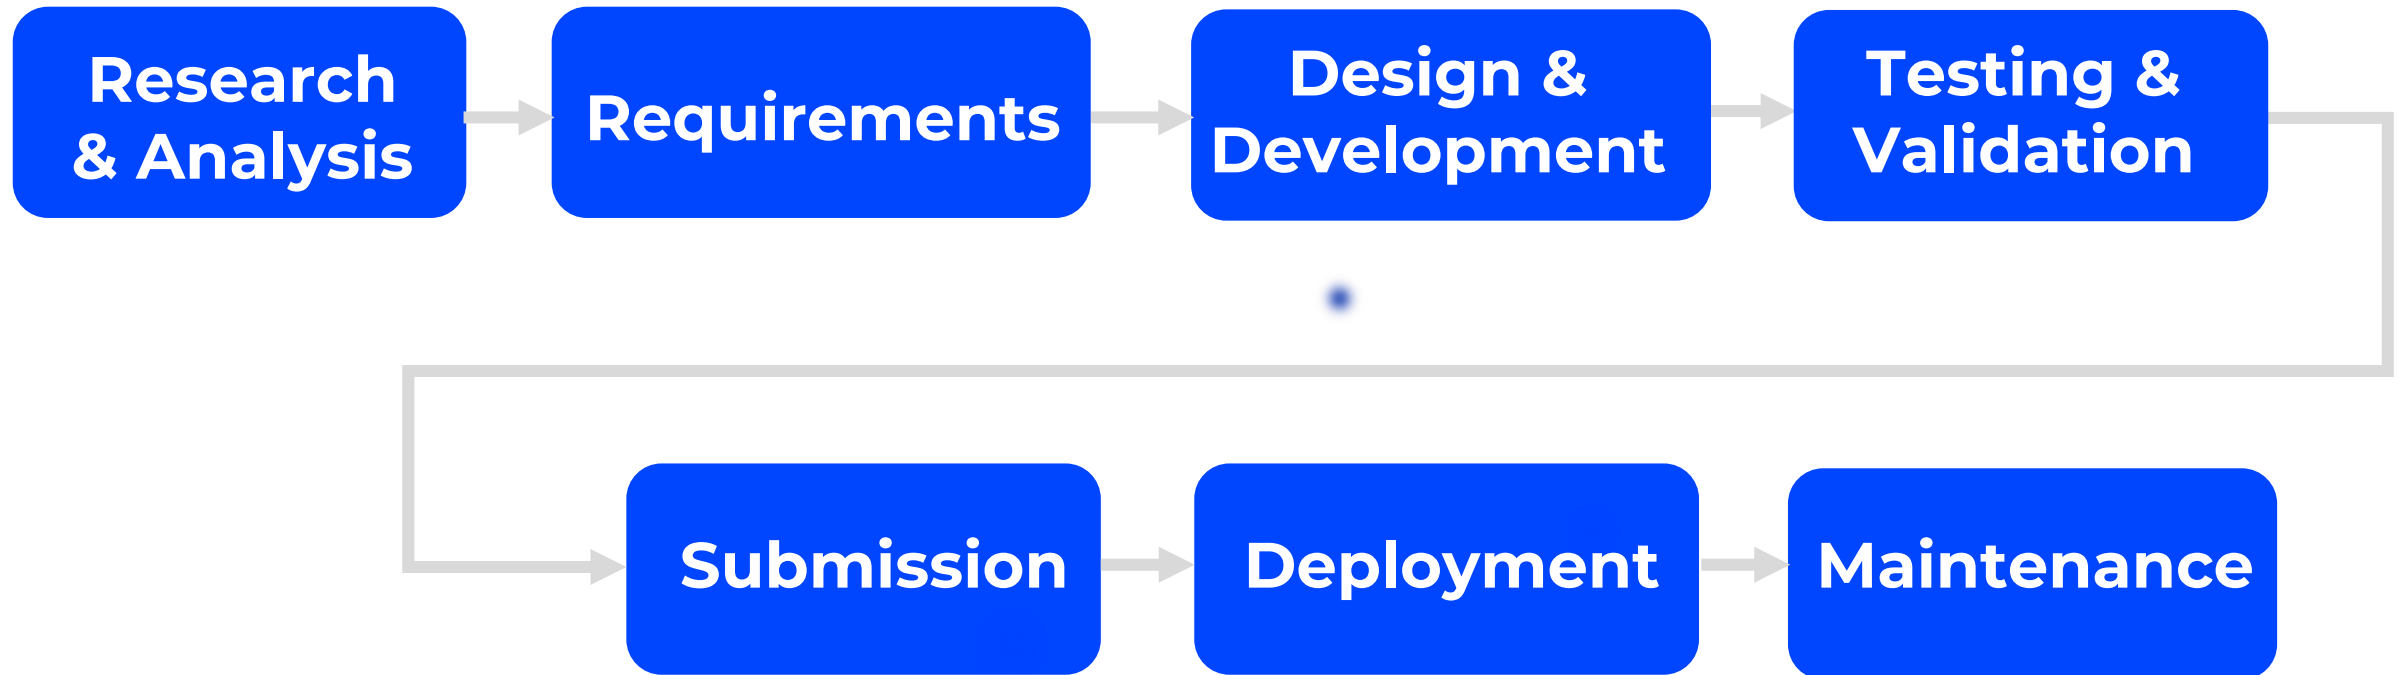 Research
& Analysis
Requirements
Design &
Development
Testing &
Validation
Submission
Deployment
Maintenance